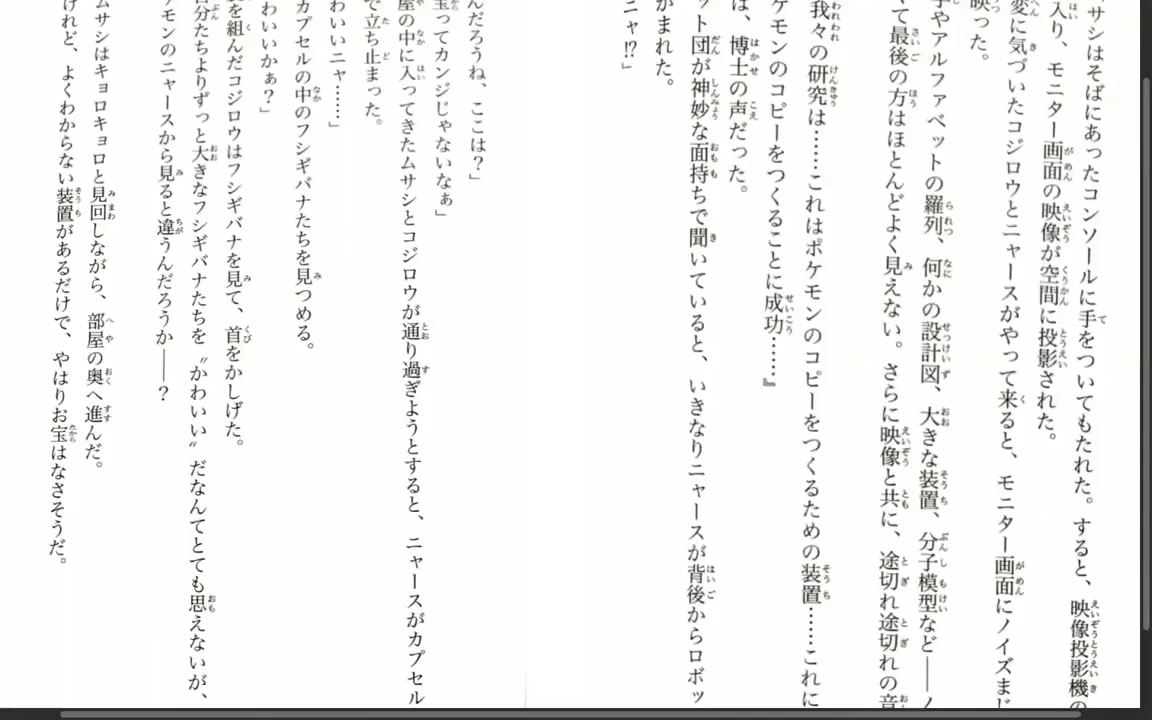 ムサシはそばにあったコンソールに手をついてもたれた。すると、映像投影機の
入り、モニター画面の映像が空間に投影された。
変に気づいたコジロウとニャースがやって来ると、モニター画面にノイズまじ
映った。
字やアルファベットの羅列、何かの設計図、大きな装置、分子模型など――ノ
くて最後の方はほとんどよく見えない。さらに映像と共に、途切れ途切れの音
我々の研究は……これはポケモンのコピーをつくるための装置……これに
ケモンのコピーをつくることに成功……』
は、博士の声だった。
ット団が神妙な面持ちで聞いていると、いきなりニャースが背後からロボッ
がまれた。
ニャ!?」
んだろうね、ここは？」
宝ってカンジじゃないなぁ」
屋の中に入ってきたムサシとコジロウが通り過ぎようとすると、ニャースがカプセル
で立ち止まった。
わいいニャ……」
カプセルの中のフシギバナたちを見つめる。
わいいかぁ？」
を組んだコジロウはフシギバナを見て、首をかしげた。
自分たちよりずっと大きなフシギバナたちを〝かわいい〟だなんてとても思えないが、
ケモンのニャースから見ると違うんだろうか――？
ムサシはキョロキョロと見回しながら、部屋の奥へ進んだ。
けれど、よくわからない装置があるだけで、やはりお宝はなさそうだ。